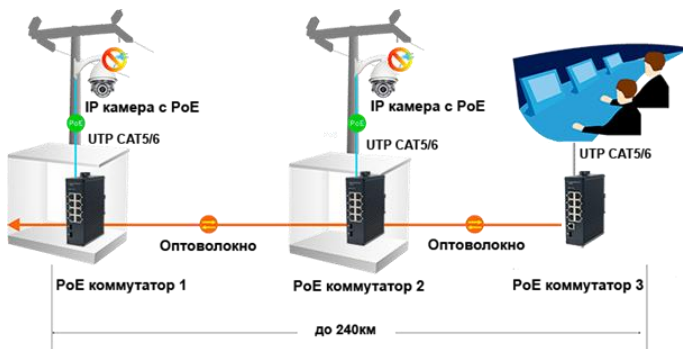 IP камера с PoE
PoE
UTP CAT5/6
IP камера с PoE
PoE
UTP CAT5/6
UTP CAT5/6
Оптоволокно
Оптоволокно
PoE коммутатор 1
PoE коммутатор 2
PoE коммутатор 3
до 240км